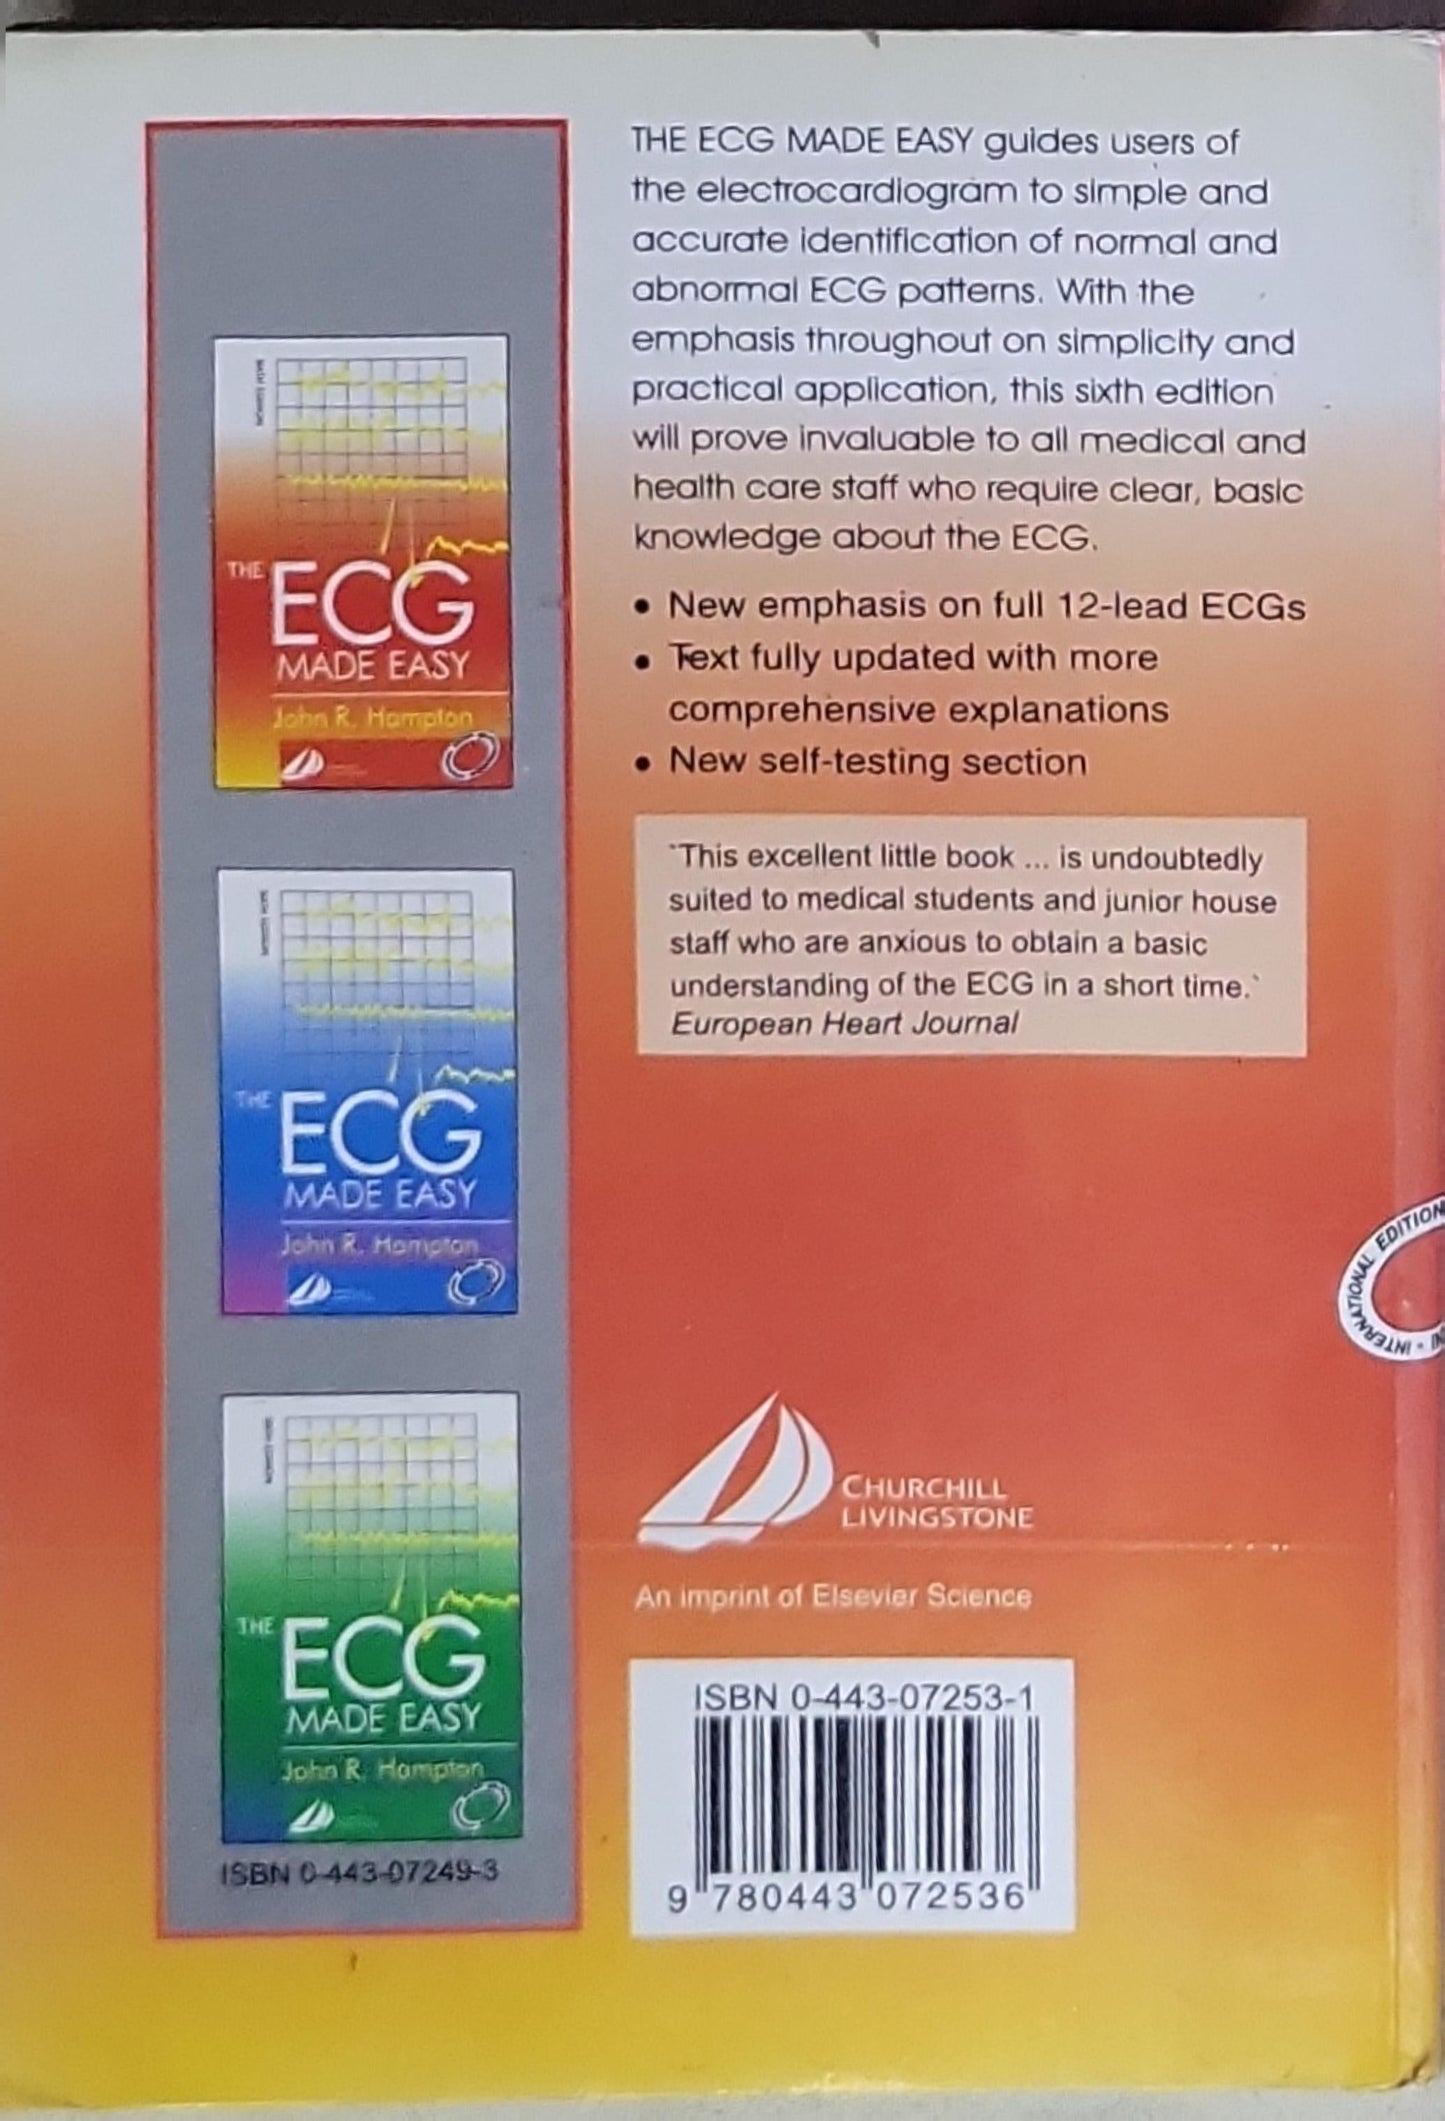 THE ECG MADE EASY guides users of
the electrocardiogram to simple and
accurate identification of normal and
abnormal ECG patterns. With the
emphasis throughout on simplicity and
practical application, this sixth edition
will prove invaluable to all medical and
health care staff who require clear, basic
knowledge about the ECG.
• New emphasis on full 12-lead ECGs
• Text fully updated with more
comprehensive explanations
• New self-testing section
`This excellent little book ... is undoubtedly
suited to medical students and junior house
staff who are anxious to obtain a basic
understanding of the ECG in a short time.`
European Heart Journal
THE ECG
MADE EASY
John R. Hampton
THE ECG
MADE EASY
John R. Hampton
THE ECG
MADE EASY
John R. Hampton
ISBN 0-443-07249-3
INTERNATIONAL EDITION
CHURCHILL
LIVINGSTONE
An imprint of Elsevier Science
ISBN 0-443-07253-1
9 780443 072536